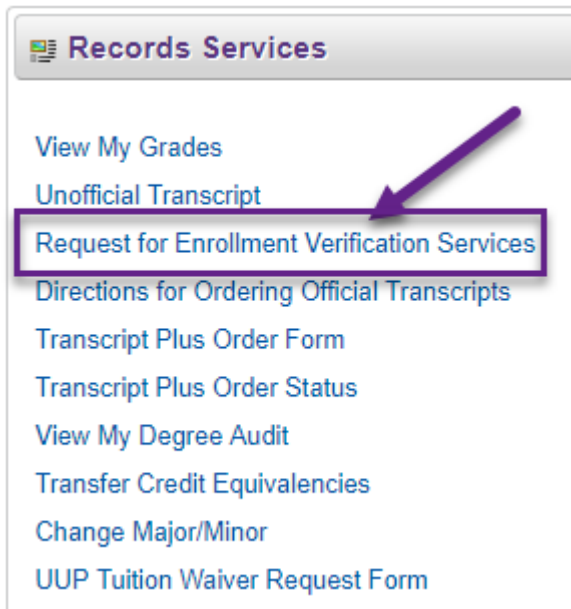 Records Services
View My Grades
Unofficial Transcript
Request for Enrollment Verification Services
Directions for Ordering Official Transcripts
Transcript Plus Order Form
Transcript Plus Order Status
View My Degree Audit
Transfer Credit Equivalencies
Change Major/Minor
UUP Tuition Waiver Request Form